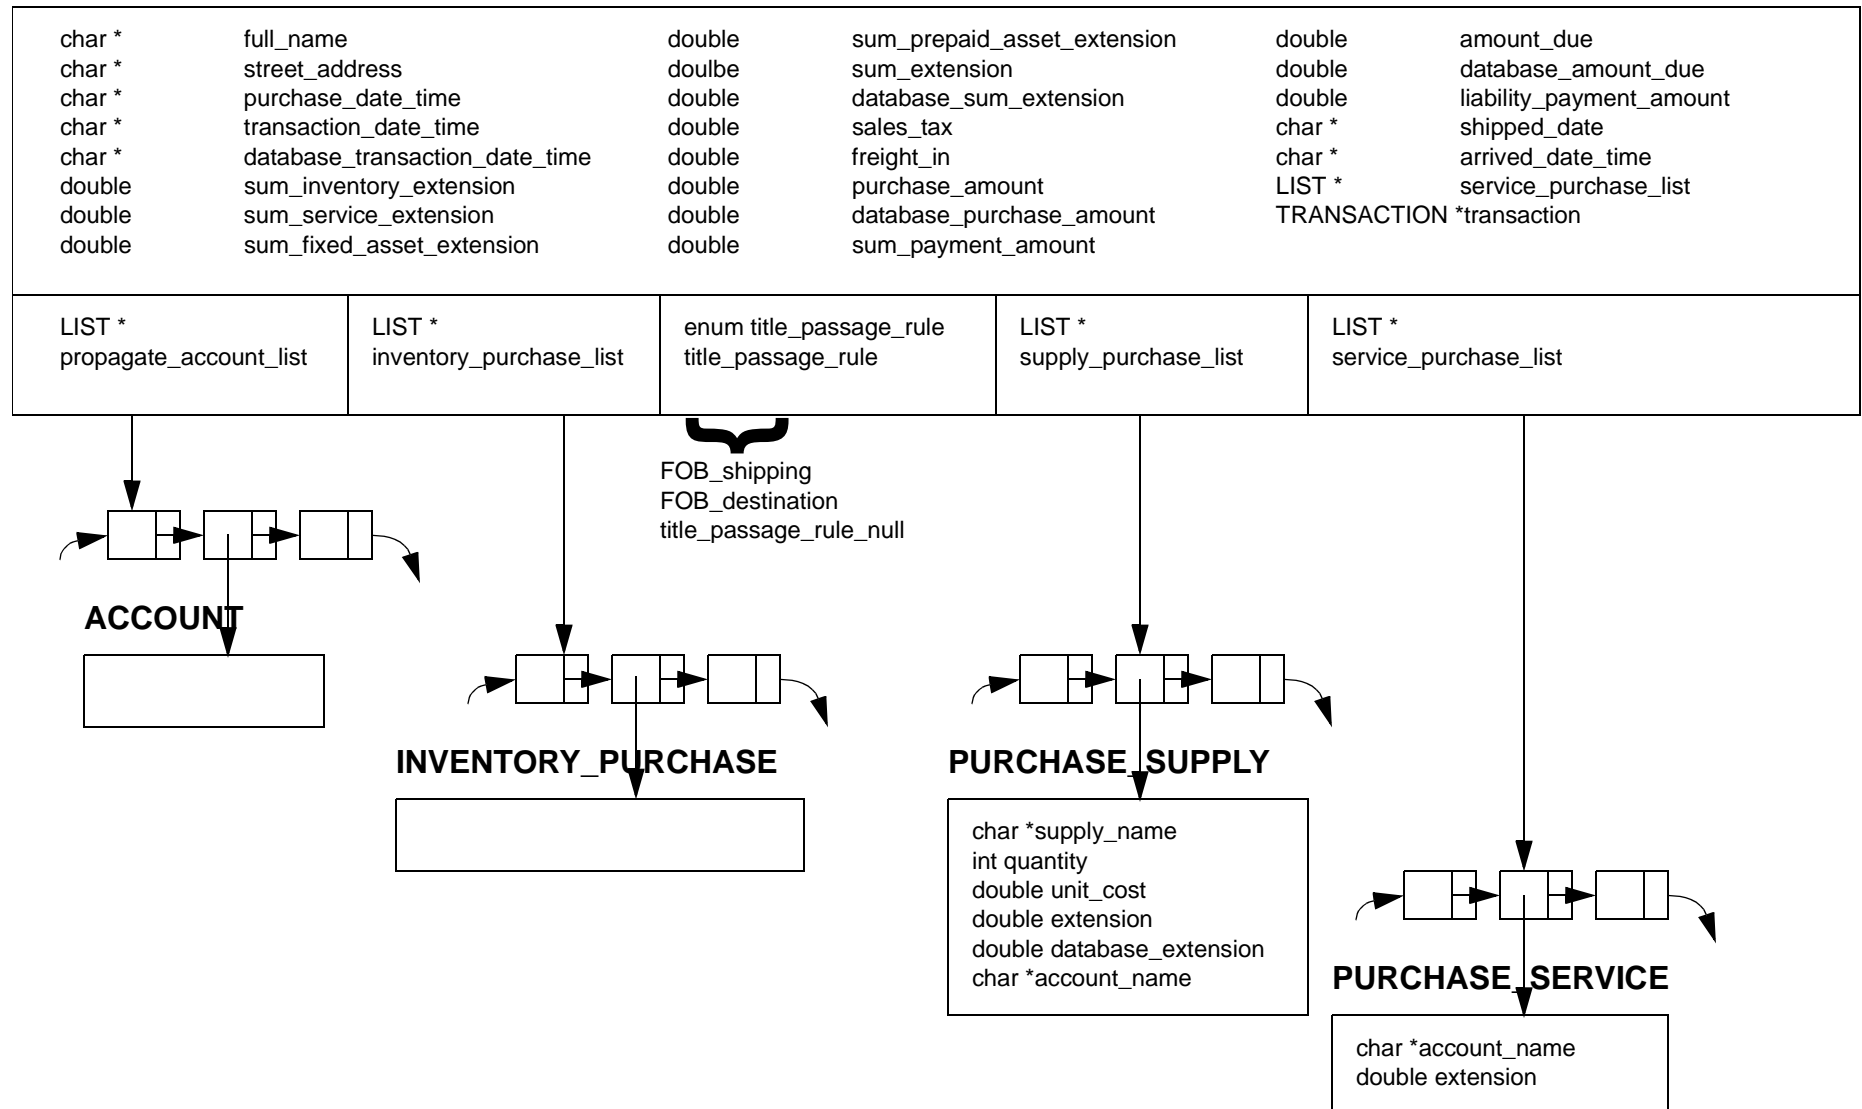 char * full_name
char * street_address
char * purchase_date_time
char * transaction_date_time
char * database_transaction_date_time
double sum_inventory_extension
double sum_service_extension
double sum_fixed_asset_extension
double sum_prepaid_asset_extension
doulbe sum_extension
double database_sum_extension
double sales_tax
double freight_in
double purchase_amount
double database_purchase_amount
double sum_payment_amount
double amount_due
double database_amount_due
double liability_payment_amount
char * shipped_date
char * arrived_date_time
LIST * service_purchase_list
TRANSACTION *transaction
LIST *
propagate_account_list
LIST *
inventory_purchase_list
enum title_passage_rule
title_passage_rule
LIST *
supply_purchase_list
LIST *
service_purchase_list
FOB_shipping
FOB_destination
title_passage_rule_null
ACCOUNT
INVENTORY_PURCHASE
PURCHASE_SUPPLY
char *supply_name
int quantity
double unit_cost
double extension
double database_extension
char *account_name
PURCHASE_SERVICE
char *account_name
double extension